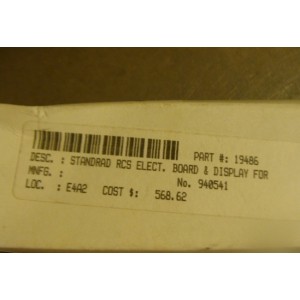 PART #: 19486
DESC. : STANDRAD RCS ELECT. BOARD & DISPLAY FOR
MNFG. : No. 940541
LOC. : E4A2 COST $: 568.62